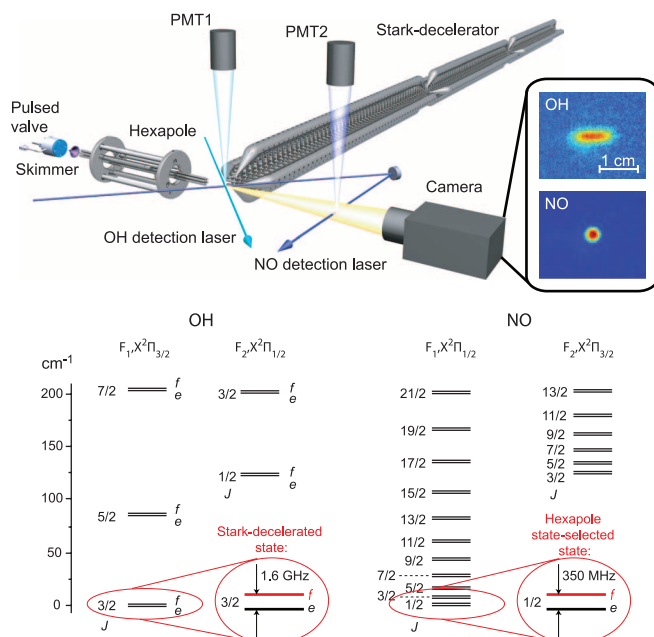 PMT1
PMT2
Stark-decelerator
Pulsed
valve
Hexapole
Skimmer
Camera
OH detection laser
NO detection laser
OH
1 cm
NO
OH
NO
F₁,X²Π₃/₂
F₂,X²Π₁/₂
F₁,X²Π₁/₂
F₂,X²Π₃/₂
cm⁻¹
200
150
100
50
0
7/2
f
e
5/2
f
e
3/2
f
e
J
3/2
f
e
1/2
f
e
J
Stark-decelerated
state:
1,6 GHz
3/2
f
e
21/2
19/2
17/2
15/2
13/2
11/2
9/2
7/2
5/2
3/2
1/2
J
13/2
11/2
9/2
7/2
5/2
3/2
J
Hexapole
state-selected
state:
350 MHz
1/2
f
e